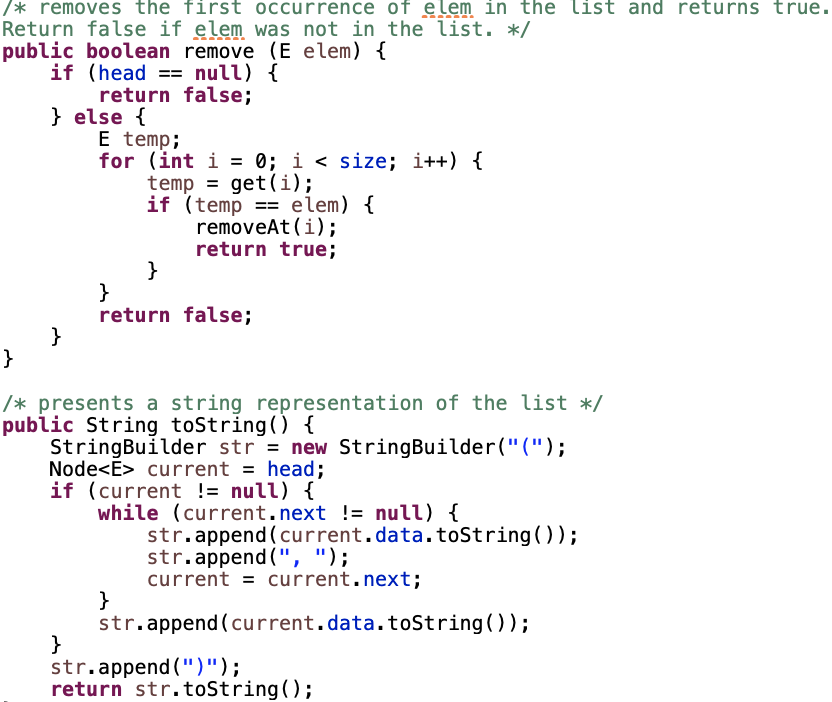 /* removes the first occurrence of elem in the list and returns true.
Return false if elem was not in the list. */
public boolean remove (E elem) {
    if (head == null) {
        return false;
    } else {
        E temp;
        for (int i = 0; i < size; i++) {
            temp = get(i);
            if (temp == elem) {
                removeAt(i);
                return true;
            }
        }
        return false;
    }
}

/* presents a string representation of the list */
public String toString() {
    StringBuilder str = new StringBuilder("(");
    Node<E> current = head;
    if (current != null) {
        while (current.next != null) {
            str.append(current.data.toString());
            str.append(", ");
            current = current.next;
        }
        str.append(current.data.toString());
    }
    str.append(")");
    return str.toString();